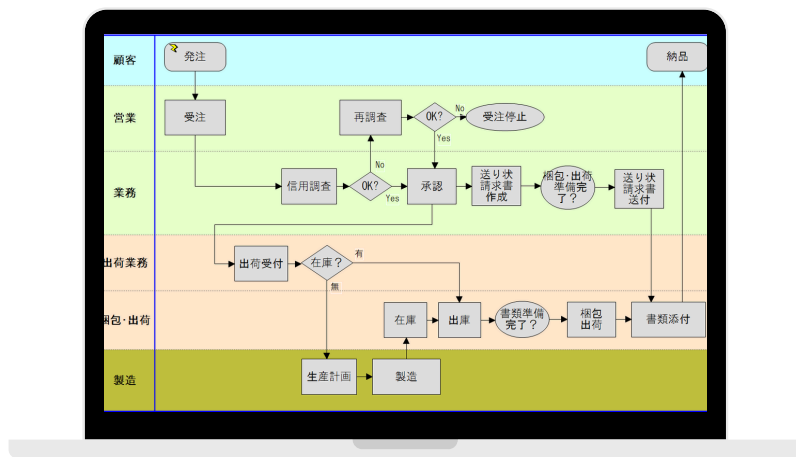 顧客
発注
納品
営業
受注
再調査
OK?
No
Yes
受注停止
業務
信用調査
OK?
No
Yes
承認
送り状
請求書
作成
梱包･出荷
準備完
了？
送り状
請求書
送付
出荷業務
出荷受付
在庫？
有
無
梱包･出荷
在庫
出庫
書類準備
完了？
梱包
出荷
書類添付
製造
生産計画
製造